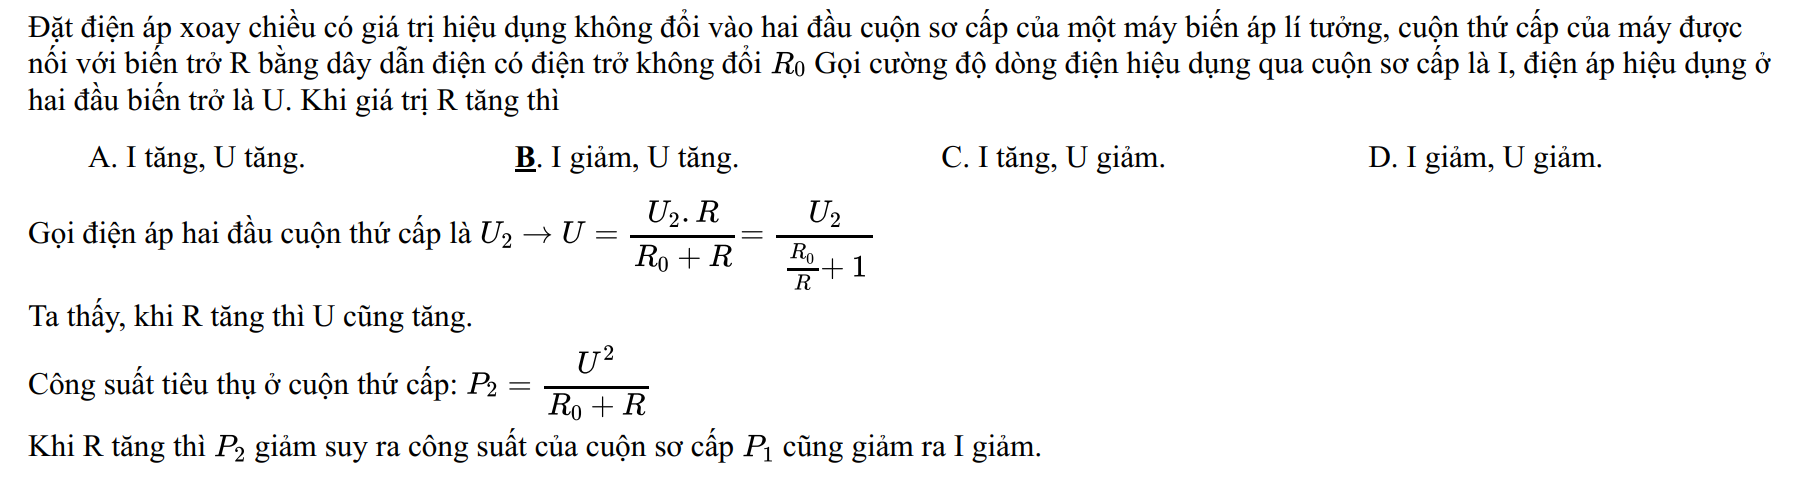 Đặt điện áp xoay chiều có giá trị hiệu dụng không đổi vào hai đầu cuộn sơ cấp của một máy biến áp lí tưởng, cuộn thứ cấp của máy được
nối với biến trở R bằng dây dẫn điện có điện trở không đổi $R_0$ Gọi cường độ dòng điện hiệu dụng qua cuộn sơ cấp là I, điện áp hiệu dụng ở
hai đầu biến trở là U. Khi giá trị R tăng thì
A. I tăng, U tăng. B. I giảm, U tăng. C. I tăng, U giảm. D. I giảm, U giảm.
Gọi điện áp hai đầu cuộn thứ cấp là $U_2 \rightarrow U = \frac{U_2 . R}{R_0 + R} = \frac{U_2}{\frac{R_0}{R} + 1}$
Ta thấy, khi R tăng thì U cũng tăng.
Công suất tiêu thụ ở cuộn thứ cấp: $P_2 = \frac{U^2}{R_0 + R}$
Khi R tăng thì $P_2$ giảm suy ra công suất của cuộn sơ cấp $P_1$ cũng giảm ra I giảm.